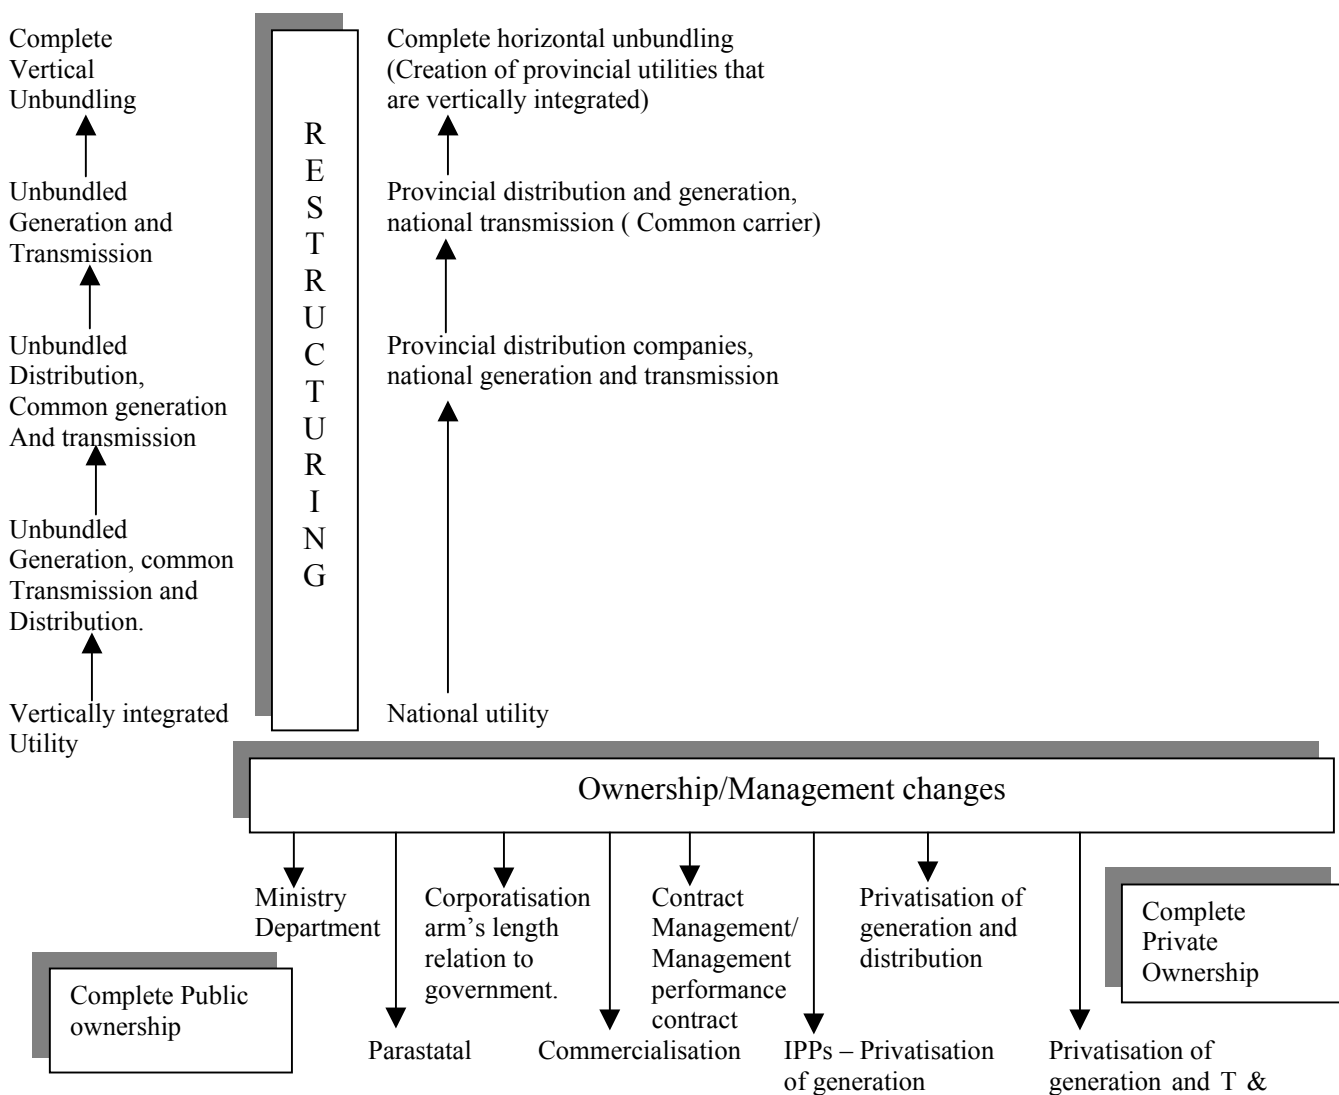 Complete
Vertical
Unbundling
Unbundled
Generation and
Transmission
Unbundled
Distribution,
Common generation
And transmission
Unbundled
Generation, common
Transmission and
Distribution.
Vertically integrated
Utility
R
E
S
T
R
U
C
T
U
R
I
N
G
Complete horizontal unbundling
(Creation of provincial utilities that
are vertically integrated)
Provincial distribution and generation,
national transmission ( Common carrier)
Provincial distribution companies,
national generation and transmission
National utility
Ownership/Management changes
Complete Public
ownership
Ministry
Department
Parastatal
Corporatisation
arm’s length
relation to
government.
Commercialisation
Contract
Management/
Management
performance
contract
IPPs – Privatisation
of generation
Privatisation of
generation and
distribution
Privatisation of
generation and T &
Complete
Private
Ownership